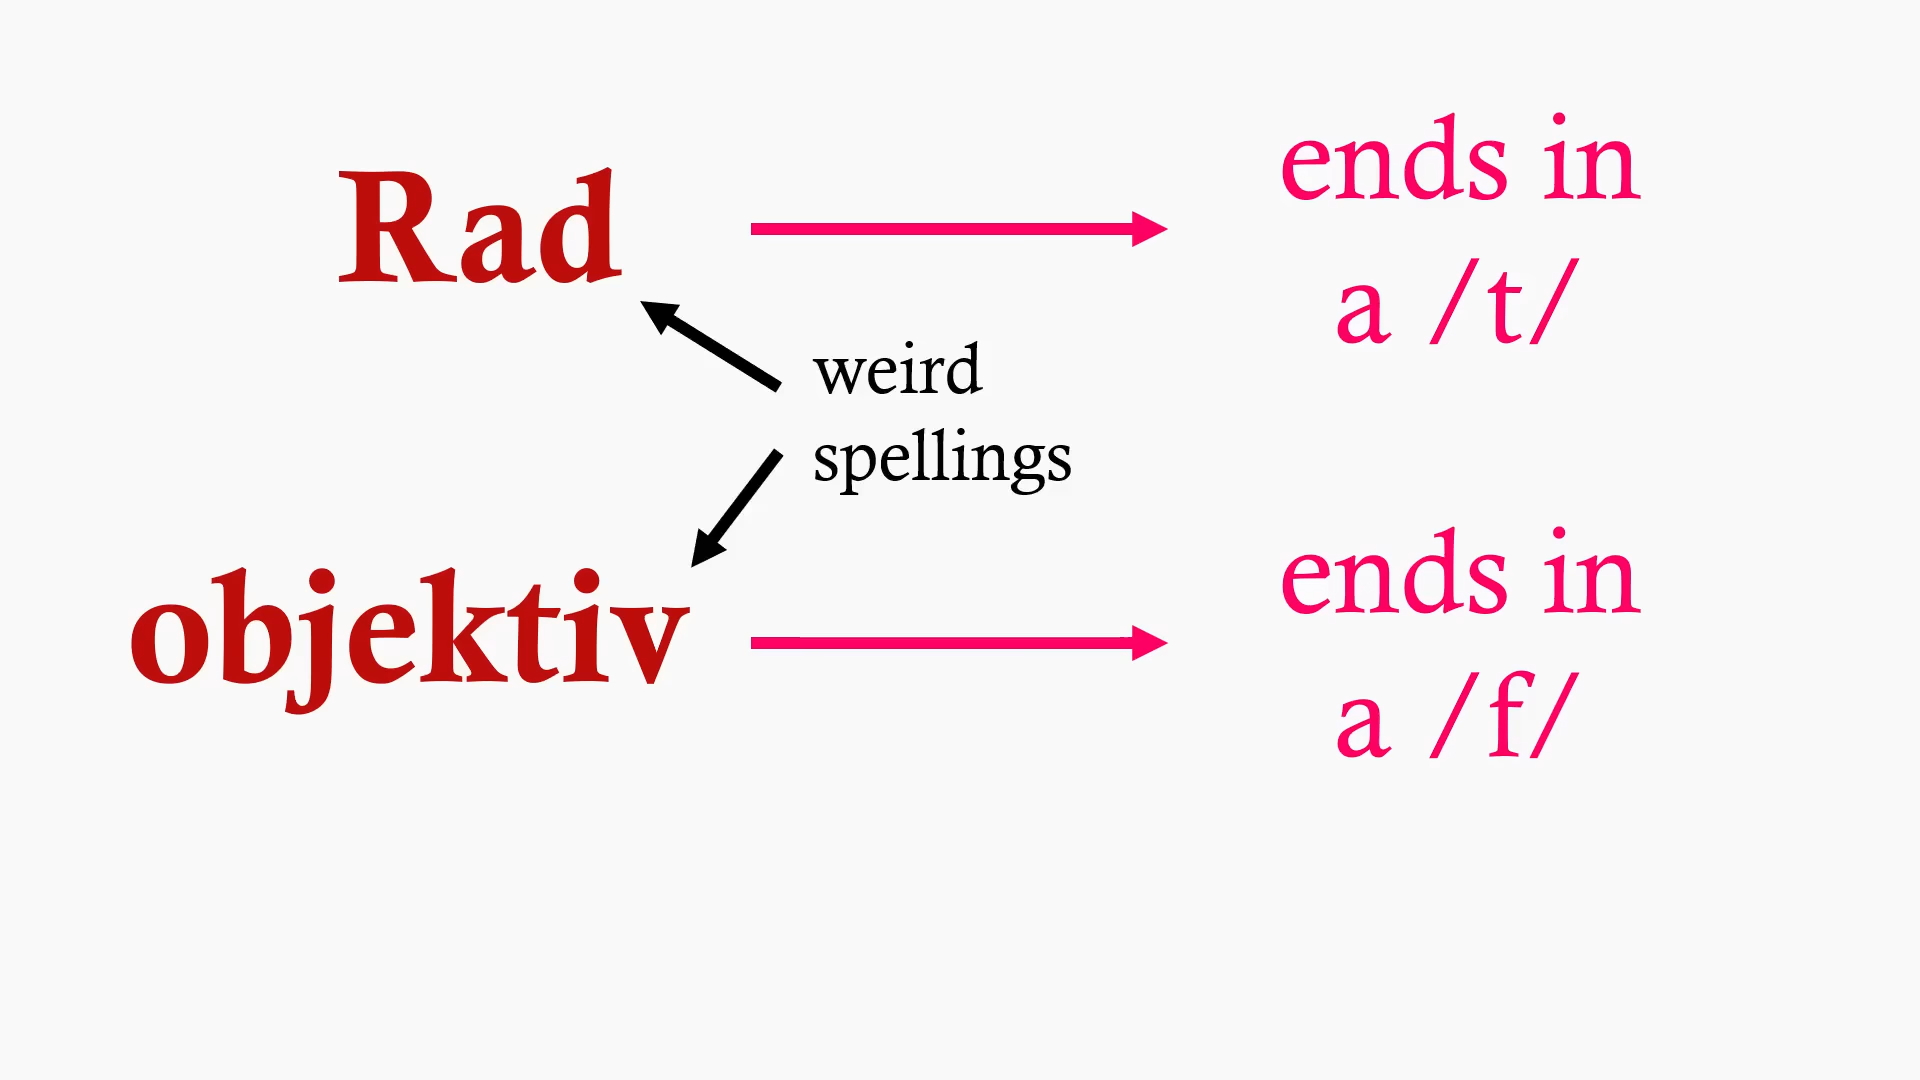 Rad
ends in
a /t/
weird
spellings
objektiv
ends in
a /f/